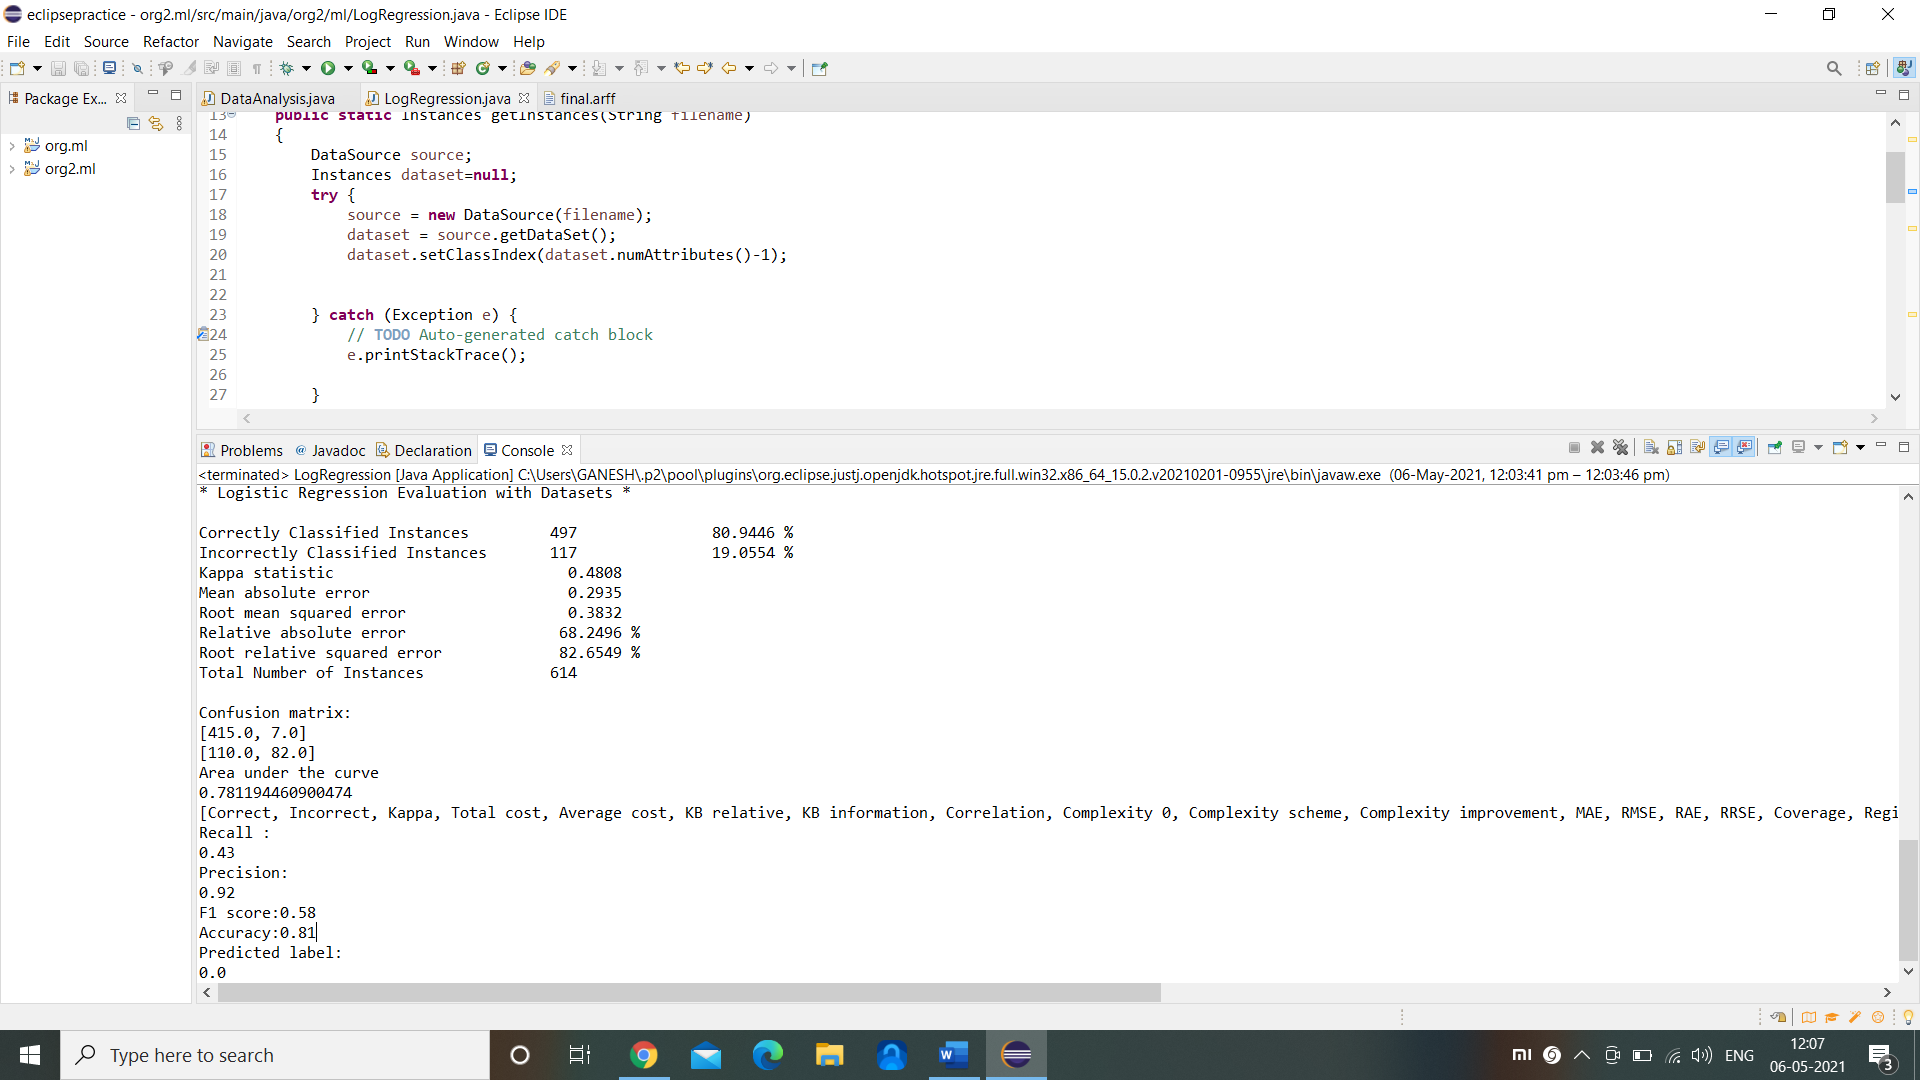 eclipsepractice - org2.ml/src/main/java/org2/ml/LogRegression.java - Eclipse IDE
File Edit Source Refactor Navigate Search Project Run Window Help
Package Ex...
DataAnalysis.java LogRegression.java final.arff
org.ml
org2.ml
13 public static Instances getInstances(String filename)
14 {
15 DataSource source;
16 Instances dataset=null;
17 try {
18 source = new DataSource(filename);
19 dataset = source.getDataSet();
20 dataset.setClassIndex(dataset.numAttributes()-1);
21
22
23 } catch (Exception e) {
24 // TODO Auto-generated catch block
25 e.printStackTrace();
26
27 }
Problems @ Javadoc Declaration Console
<terminated> LogRegression [Java Application] C:\Users\GANESH\.p2\pool\plugins\org.eclipse.justj.openjdk.hotspot.jre.full.win32.x86_64_15.0.2.v20210201-0955\jre\bin\javaw.exe (06-May-2021, 12:03:41 pm – 12:03:46 pm)
* Logistic Regression Evaluation with Datasets *
Correctly Classified Instances 497 80.9446 %
Incorrectly Classified Instances 117 19.0554 %
Kappa statistic 0.4808
Mean absolute error 0.2935
Root mean squared error 0.3832
Relative absolute error 68.2496 %
Root relative squared error 82.6549 %
Total Number of Instances 614
Confusion matrix:
[415.0, 7.0]
[110.0, 82.0]
Area under the curve
0.781194460900474
[Correct, Incorrect, Kappa, Total cost, Average cost, KB relative, KB information, Correlation, Complexity 0, Complexity scheme, Complexity improvement, MAE, RMSE, RAE, RRSE, Coverage, Regi
Recall :
0.43
Precision:
0.92
F1 score:0.58
Accuracy:0.81
Predicted label:
0.0
Type here to search
ENG
12:07
06-05-2021
3